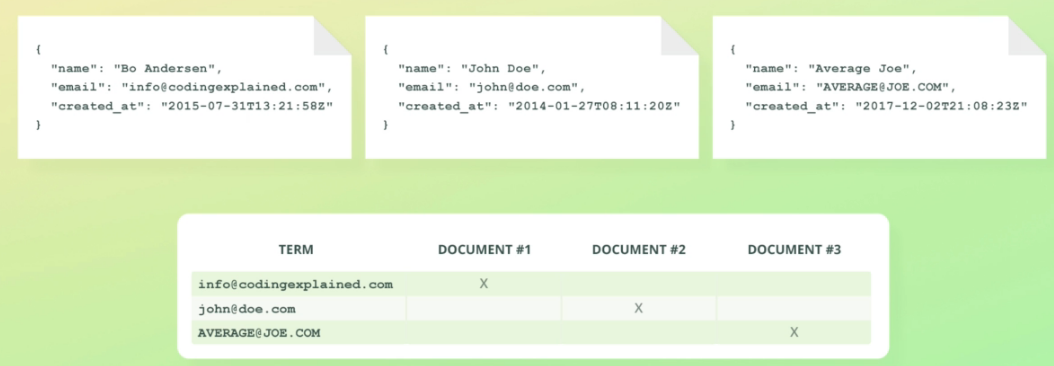 {
"name": "Bo Andersen",
"email": "info@codingexplained.com",
"created_at": "2015-07-31T13:21:58Z"
}
{
"name": "John Doe",
"email": "john@doe.com",
"created_at": "2014-01-27T08:11:20Z"
}
{
"name": "Average Joe",
"email": "AVERAGE@JOE.COM",
"created_at": "2017-12-02T21:08:23Z"
}
TERM DOCUMENT #1 DOCUMENT #2 DOCUMENT #3
info@codingexplained.com X
john@doe.com X
AVERAGE@JOE.COM X